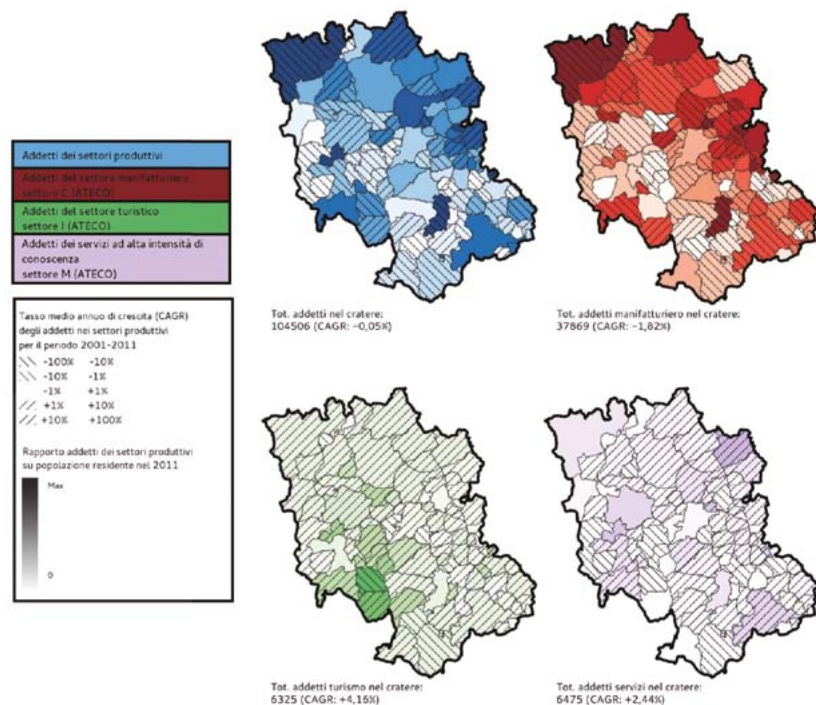 Addetti dei settori produttivi
Addetti del settore manifatturiero
settore C (ATECO)
Addetti del settore turistico
settore I (ATECO)
Addetti dei servizi ad alta intensità di
conoscenza
settore M (ATECO)
Tasso medio annuo di crescita (CAGR)
degli addetti nei settori produttivi
per il periodo 2001-2011
-100% -10%
-10% -1%
-1% +1%
+1% +10%
+10% +100%
Rapporto addetti dei settori produttivi
su popolazione residente nel 2011
Max
0
Tot. addetti nel cratere:
104506 (CAGR: -0,05%)
Tot. addetti manifatturiero nel cratere:
37869 (CAGR: -1,82%)
Tot. addetti turismo nel cratere:
6325 (CAGR: +4,16%)
Tot. addetti servizi nel cratere:
6475 (CAGR: +2,44%)